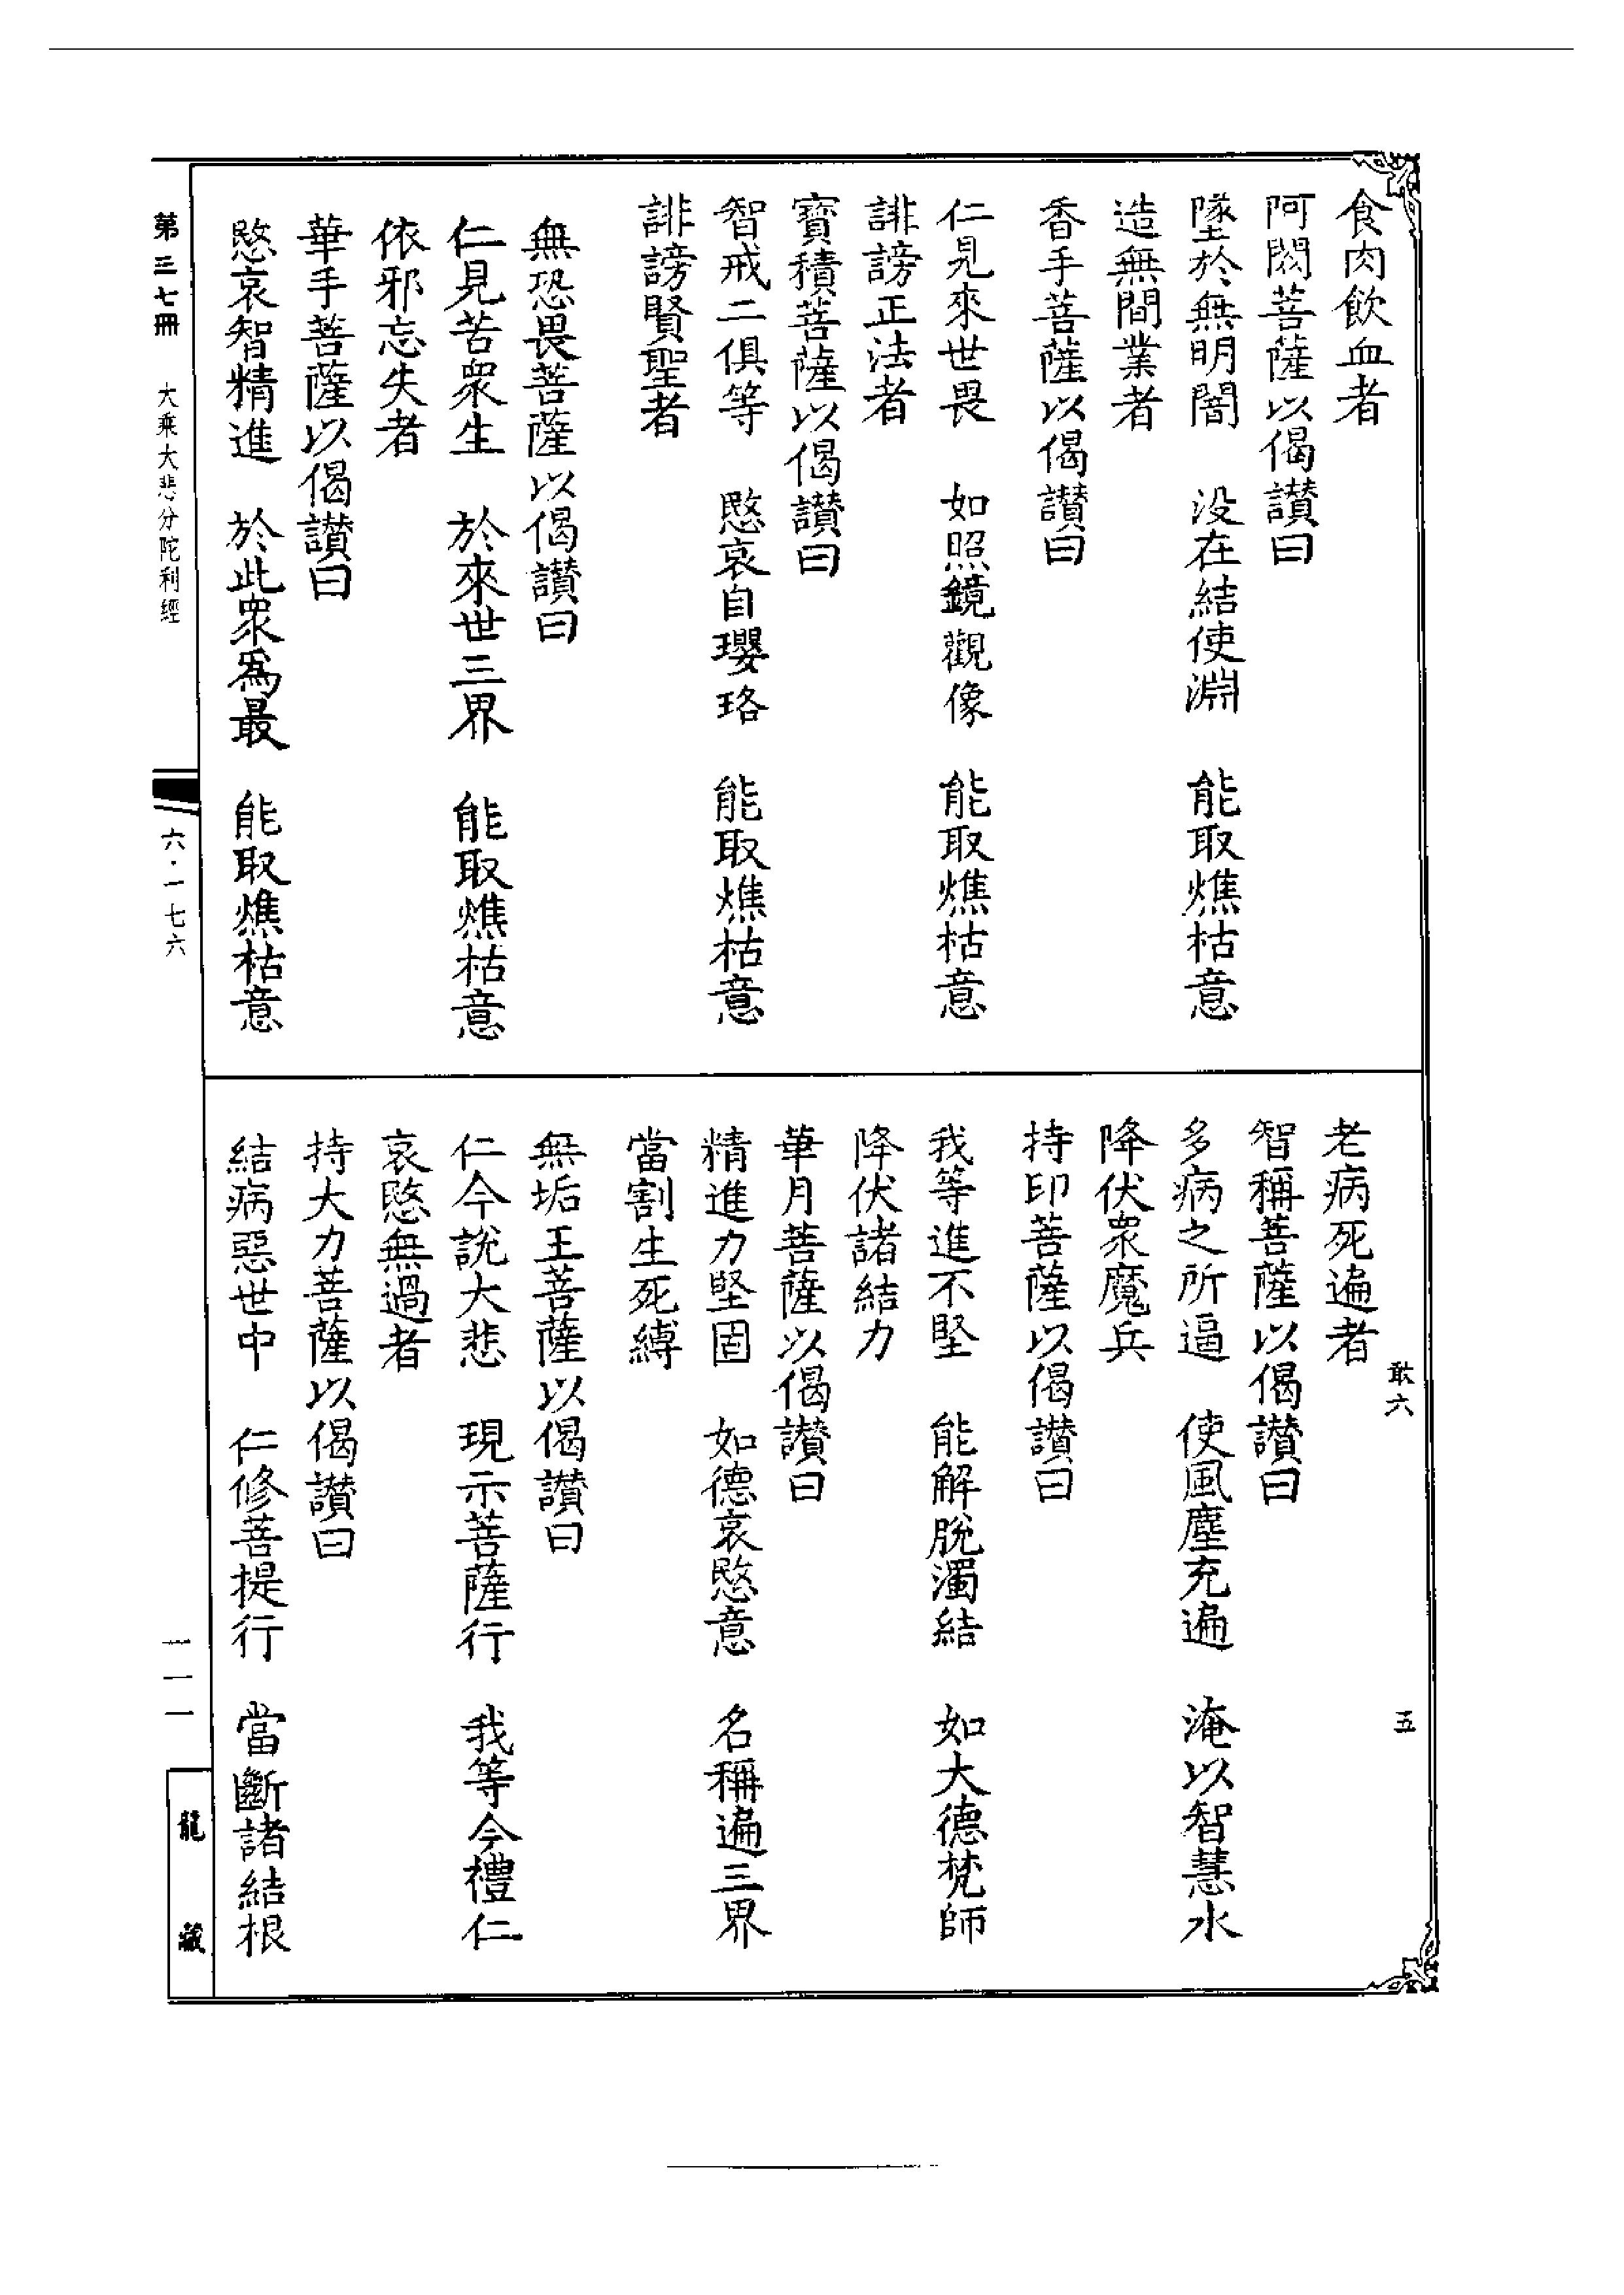 食肉飲血者
阿閦菩薩以偈讃曰
墜於無明闇　没在結使淵　能取燋枯意
造無間業者
香手菩薩以偈讃曰
仁見來世畏　如照鏡觀像　能取燋枯意
誹謗正法者
寶積菩薩以偈讃曰
智戒二俱等　愍哀自瓔珞　能取燋枯意
誹謗賢聖者
無恐畏菩薩以偈讃曰
仁見苦衆生　於來世三界　能取燋枯意
依邪忘失者
華手菩薩以偈讃曰
愍哀智精進　於此衆爲最　能取燋枯意
老病死遍者
智稱菩薩以偈讃曰
多病之所逼　使風塵充遍　淹以智慧水
降伏衆魔兵
持印菩薩以偈讃曰
我等進不堅　能解脫濁結　如大德梵師
降伏諸結力
華月菩薩以偈讃曰
精進力堅固　如德哀愍意　名稱遍三界
當割生死縛
無垢王菩薩以偈讃曰
仁今說大悲　現示菩薩行　我等今禮仁
哀愍無過者
持大力菩薩以偈讃曰
結病惡世中　仁修菩提行　當斷諸結根
敢六
五
第三七冊　大乘大悲分陀利經
六·一七六
一一一
龍藏